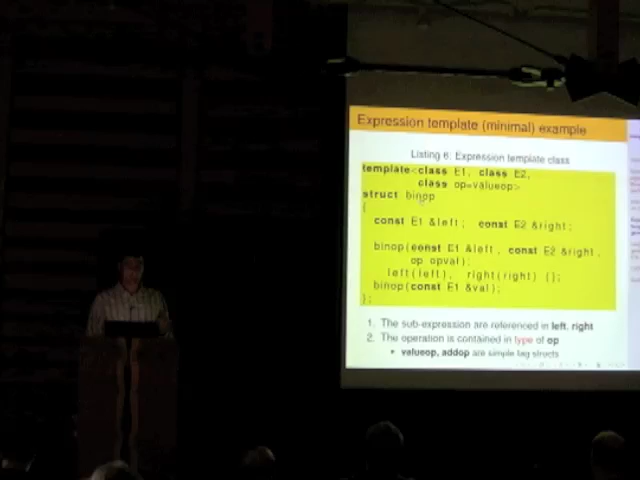 Expression template (minimal) example
Listing 6: Expression template class
template<class E1, class E2,
class op=valueop>
struct binop
{
const E1 &left; const E2 &right;
binop(const E1 &left, const E2 &right,
op opval);
left(left), right(right) {};
binop(const E1 &val);
};
1. The sub-expression are referenced in left, right
2. The operation is contained in type of op
• valueop, addop are simple tag structs